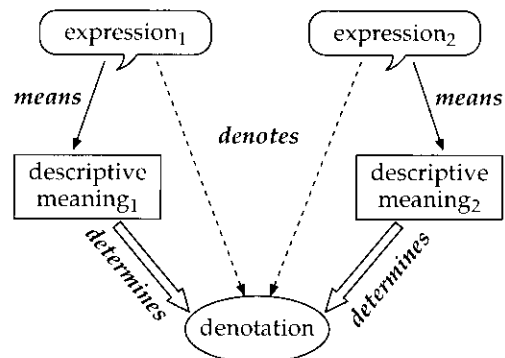 expression₁
expression₂
means
means
denotes
descriptive
meaning₁
descriptive
meaning₂
determines
determines
denotation